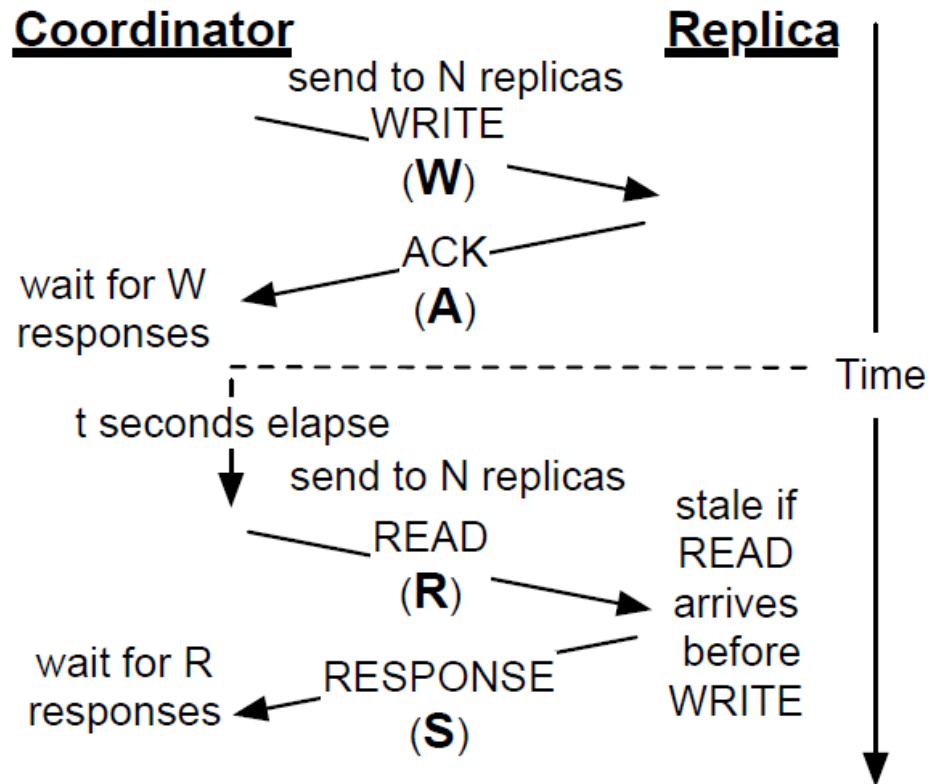 Coordinator
Replica
send to N replicas
WRITE
(W)
ACK
(A)
wait for W
responses
Time
t seconds elapse
send to N replicas
READ
(R)
stale if
READ
arrives
before
WRITE
RESPONSE
(S)
wait for R
responses